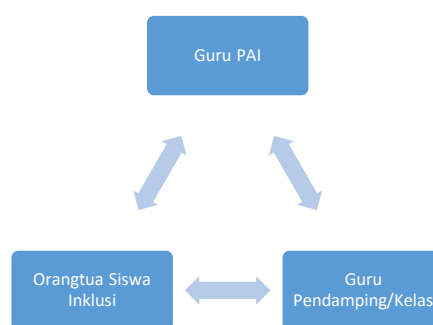 Guru PAI
Orangtua Siswa
Inklusi
Guru
Pendamping/Kelas